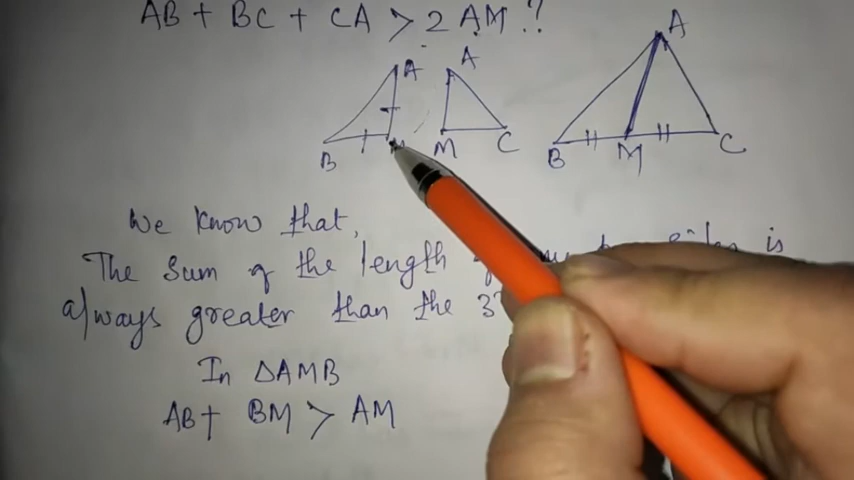 AB + BC + CA > 2 AM ?
A A A
B M C B M C
We know that,
The sum of the length is
always greater than the 3
In ΔAMB
AB + BM > AM